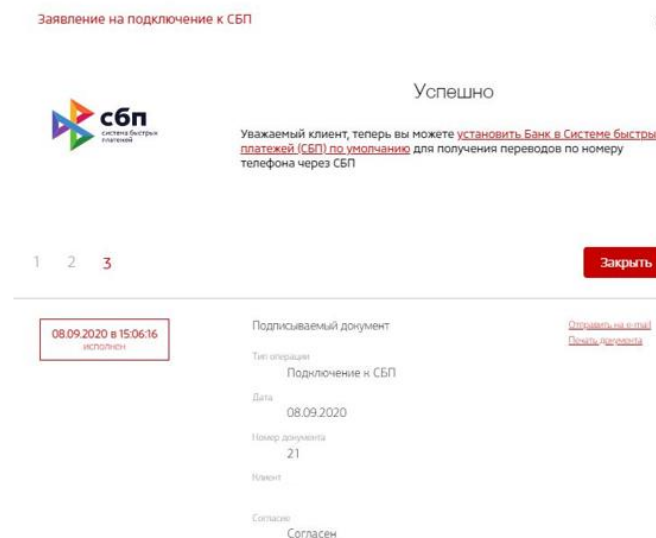 Заявление на подключение к СБП
Успешно
сбп
система быстрых
платежей
Уважаемый клиент, теперь вы можете установить Банк в Системе быстры
платежей (СБП) по умолчанию для получения переводов по номеру
телефона через СБП
1 2 3
Закрыть
08.09.2020 в 15:06:16
исполнен
Подписываемый документ
Отправить на e-mail
Печать документа
Тип операции
Подключение к СБП
Дата
08.09.2020
Номер документа
21
Клиент
Согласие
Согласен